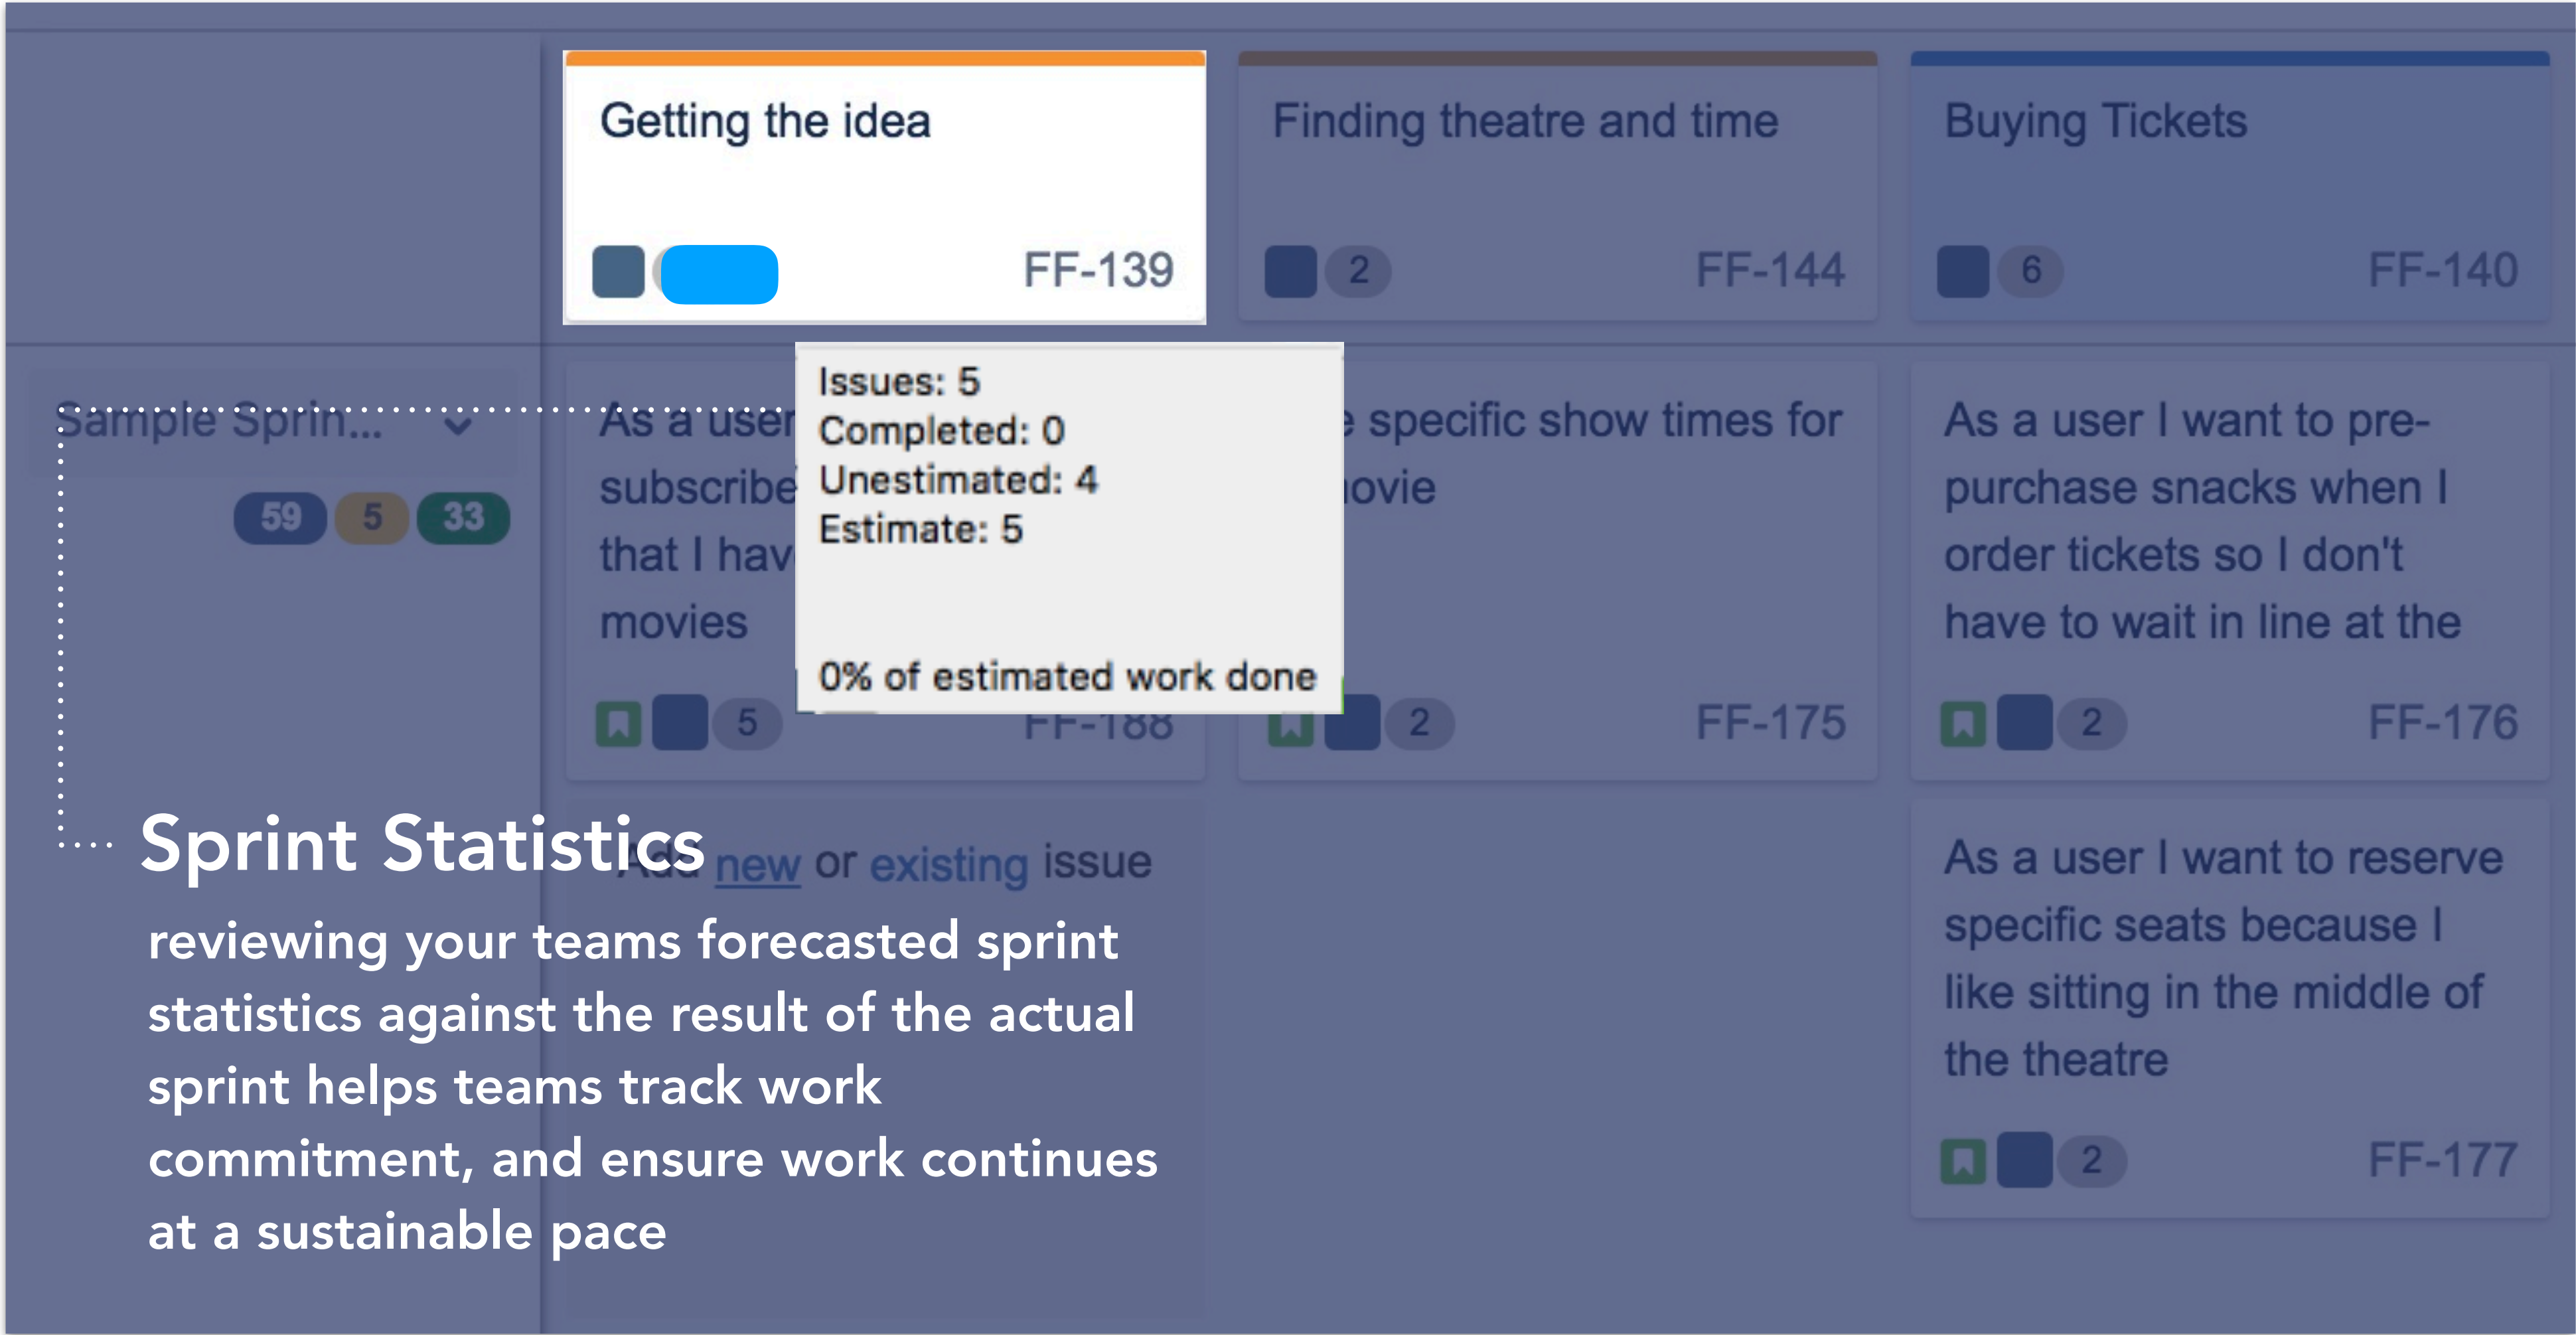 Getting the idea
FF-139
Finding theatre and time
2
FF-144
Buying Tickets
6
FF-140
Sample Sprin...
59 5 33
As a user
subscribe
that I hav
movies
5
FF-188
Issues: 5
Completed: 0
Unestimated: 4
Estimate: 5
0% of estimated work done
specific show times for
ovie
2
FF-175
As a user I want to pre-
purchase snacks when I
order tickets so I don't
have to wait in line at the
2
FF-176
Add new or existing issue
As a user I want to reserve
specific seats because I
like sitting in the middle of
the theatre
2
FF-177
Sprint Statistics
reviewing your teams forecasted sprint
statistics against the result of the actual
sprint helps teams track work
commitment, and ensure work continues
at a sustainable pace